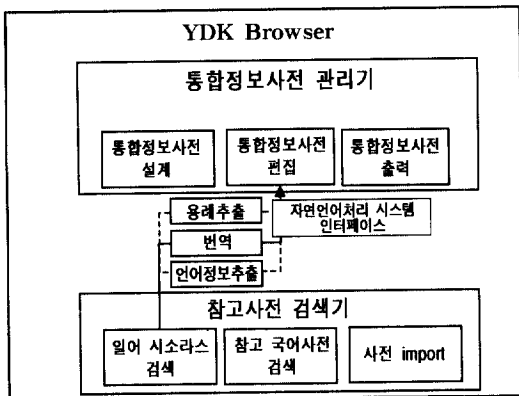 YDK Browser
통합정보사전 관리기
통합정보사전
설계
통합정보사전
편집
통합정보사전
출력
용례추출
번역
언어정보추출
자연언어처리 시스템
인터페이스
참고사전 검색기
일어 시소라스
검색
참고 국어사전
검색
사전 import